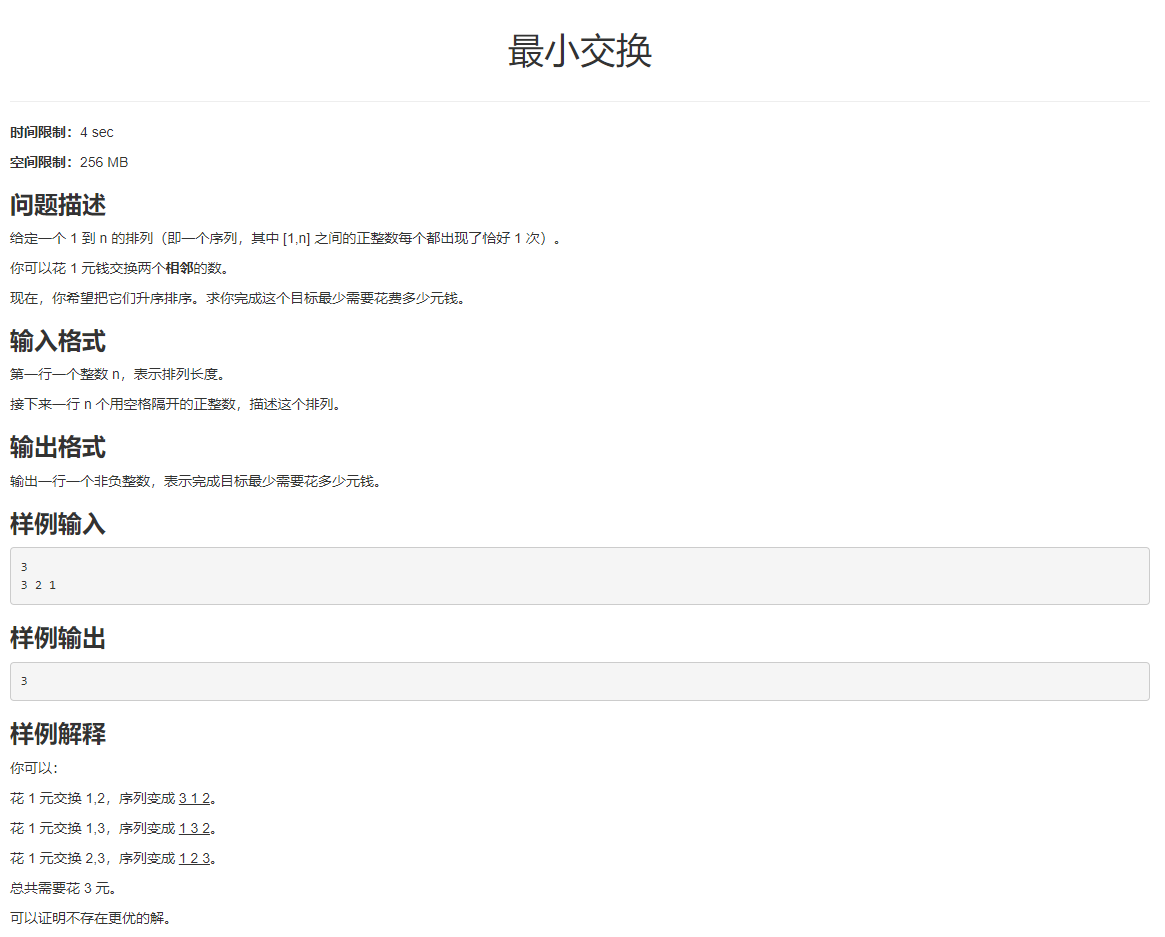 最小交换
时间限制：4 sec
空间限制：256 MB
问题描述
给定一个 1 到 n 的排列（即一个序列，其中 [1,n] 之间的正整数每个都出现了恰好 1 次）。
你可以花 1 元钱交换两个相邻的数。
现在，你希望把它们升序排序。求你完成这个目标最少需要花费多少元钱。
输入格式
第一行一个整数 n，表示排列长度。
接下来一行 n 个用空格隔开的正整数，描述这个排列。
输出格式
输出一行一个非负整数，表示完成目标最少需要花多少元钱。
样例输入
3
3 2 1
样例输出
3
样例解释
你可以：
花 1 元交换 1,2，序列变成 3 1 2。
花 1 元交换 1,3，序列变成 1 3 2。
花 1 元交换 2,3，序列变成 1 2 3。
总共需要花 3 元。
可以证明不存在更优的解。